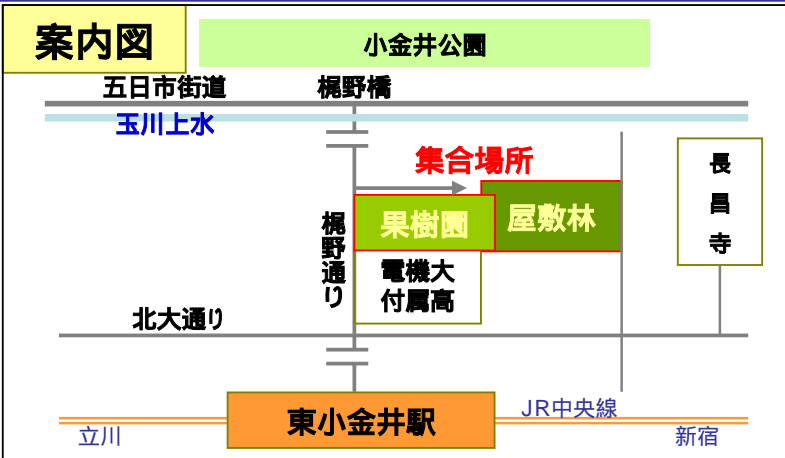 案内図
小金井公園
五日市街道
梶野橋
玉川上水
集合場所
果樹園
屋敷林
長昌寺
梶野通り
電機大
付属高
北大通り
東小金井駅
JR中央線
立川
新宿